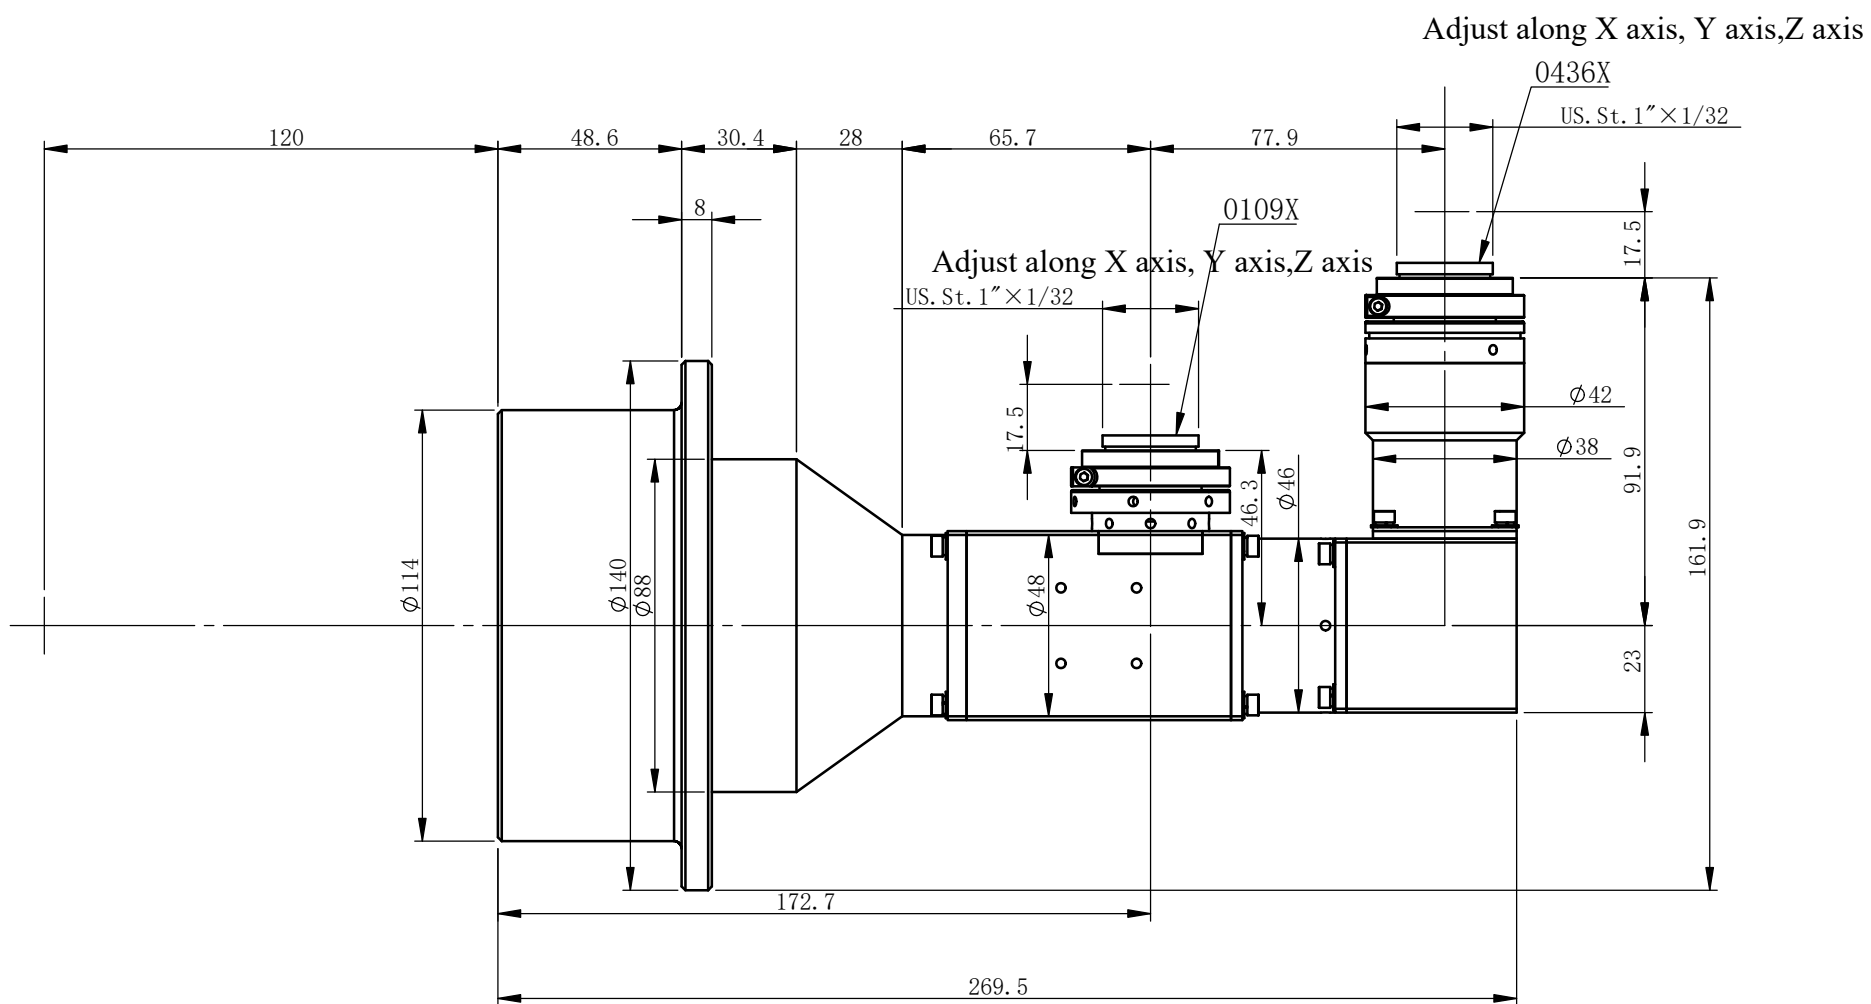 Adjust along X axis, Y axis,Z axis
0436X
US.St.1″×1/32
120
48.6
30.4
28
65.7
77.9
8
0109X
17.5
Adjust along X axis, Y axis,Z axis
US.St.1″×1/32
17.5
Φ42
Φ38
91.9
46.3
Φ46
161.9
Φ114
Φ140
Φ88
Φ48
23
172.7
269.5